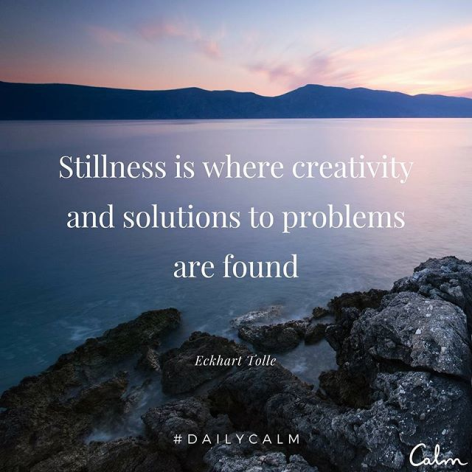 Stillness is where creativity
and solutions to problems
are found
Eckhart Tolle
#DAILYCALM
Calm